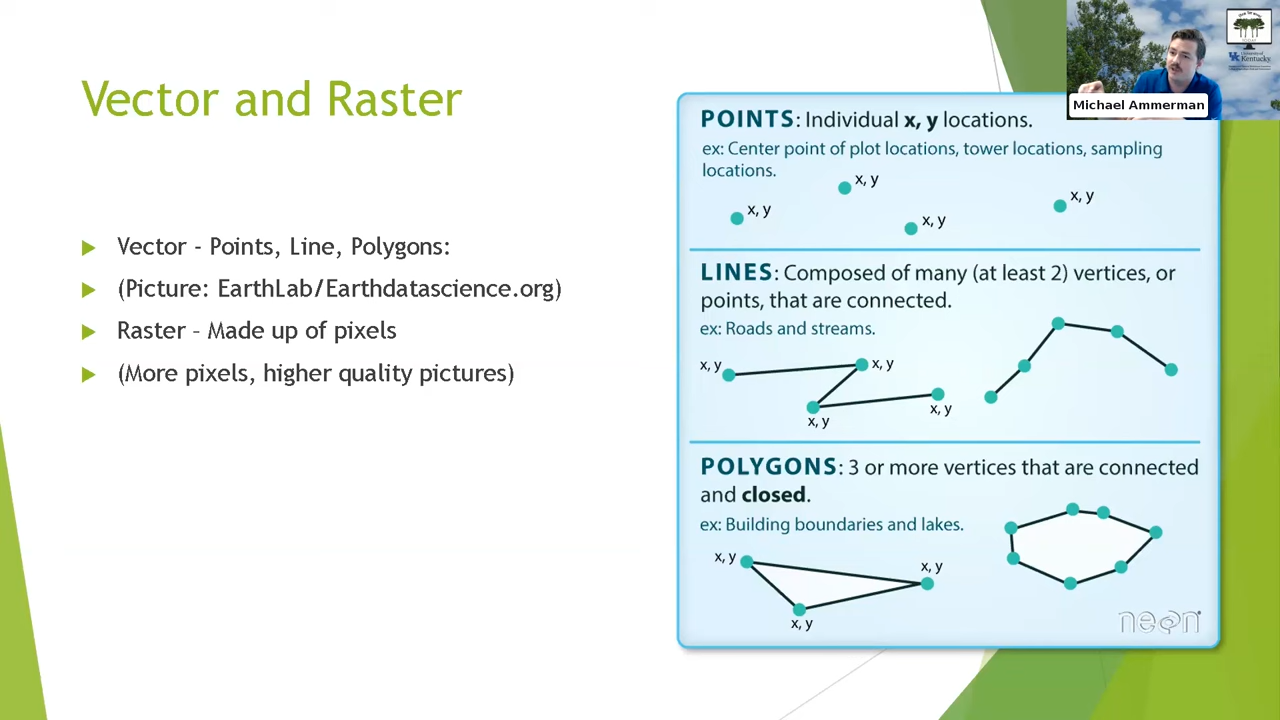 Vector and Raster
Vector - Points, Line, Polygons:
(Picture: EarthLab/Earthdatascience.org)
Raster – Made up of pixels
(More pixels, higher quality pictures)
POINTS: Individual x, y locations.
ex: Center point of plot locations, tower locations, sampling
locations.
x, y
x, y
x, y
x, y
LINES: Composed of many (at least 2) vertices, or
points, that are connected.
ex: Roads and streams.
x, y
x, y
x, y
x, y
POLYGONS: 3 or more vertices that are connected
and closed.
ex: Building boundaries and lakes.
x, y
x, y
x, y
neon
Michael Ammerman
University of
Kentucky